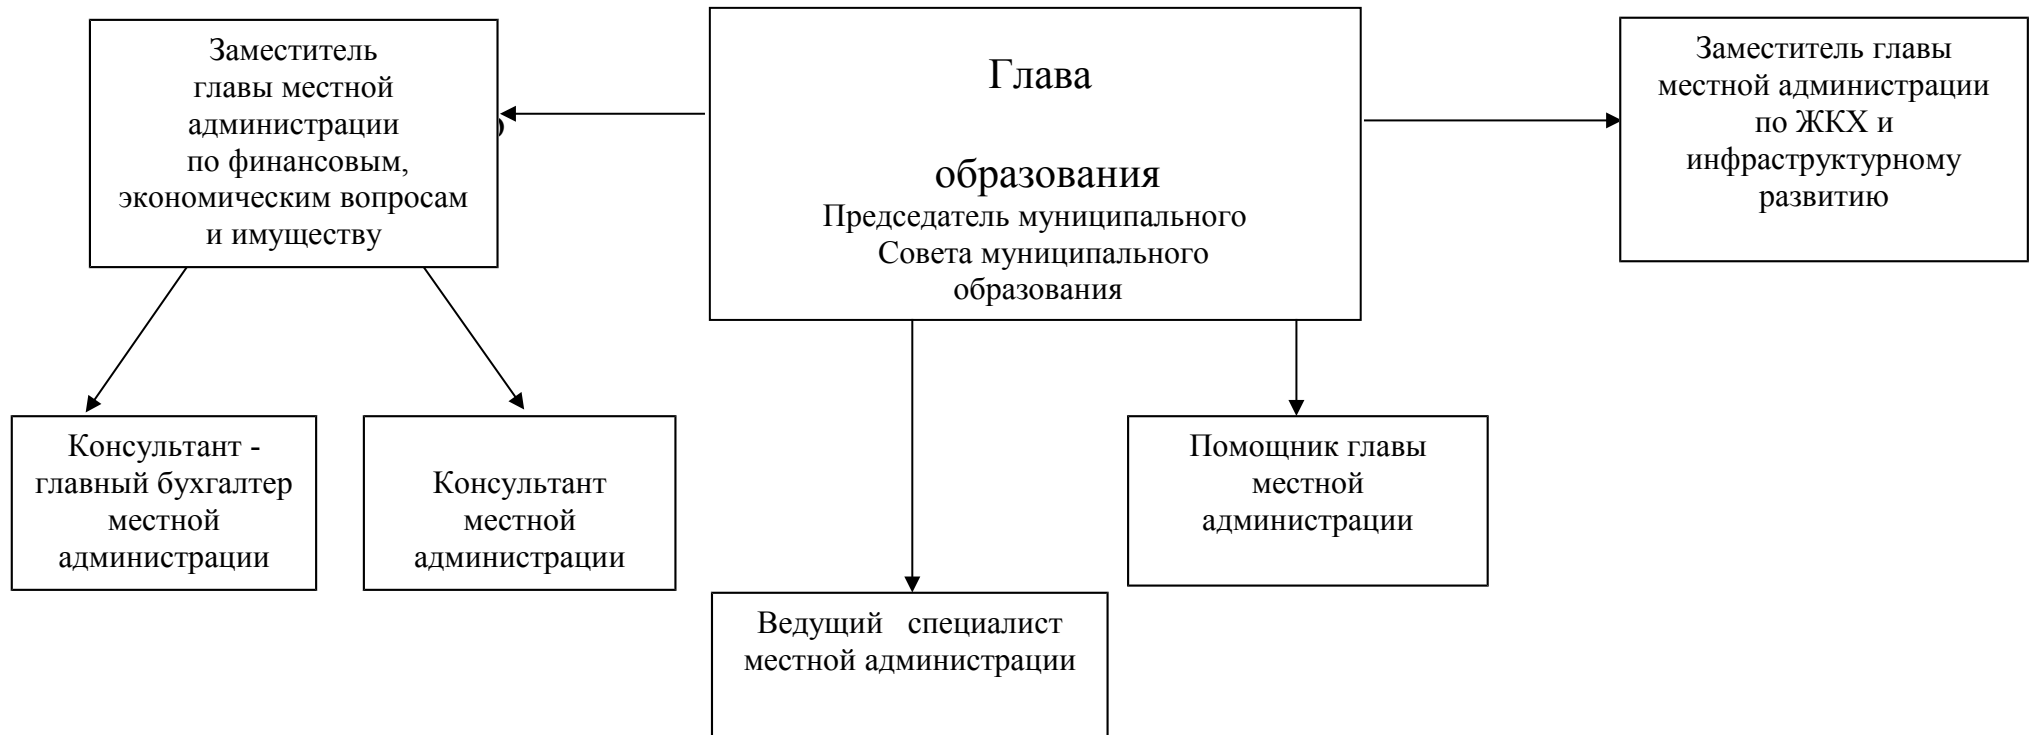 Заместитель
главы местной
администрации
по финансовым,
экономическим вопросам
и имуществу
Глава
образования
Председатель муниципального
Совета муниципального
образования
Заместитель главы
местной администрации
по ЖКХ и
инфраструктурному
развитию
Консультант -
главный бухгалтер
местной
администрации
Консультант
местной
администрации
Ведущий специалист
местной администрации
Помощник главы
местной
администрации